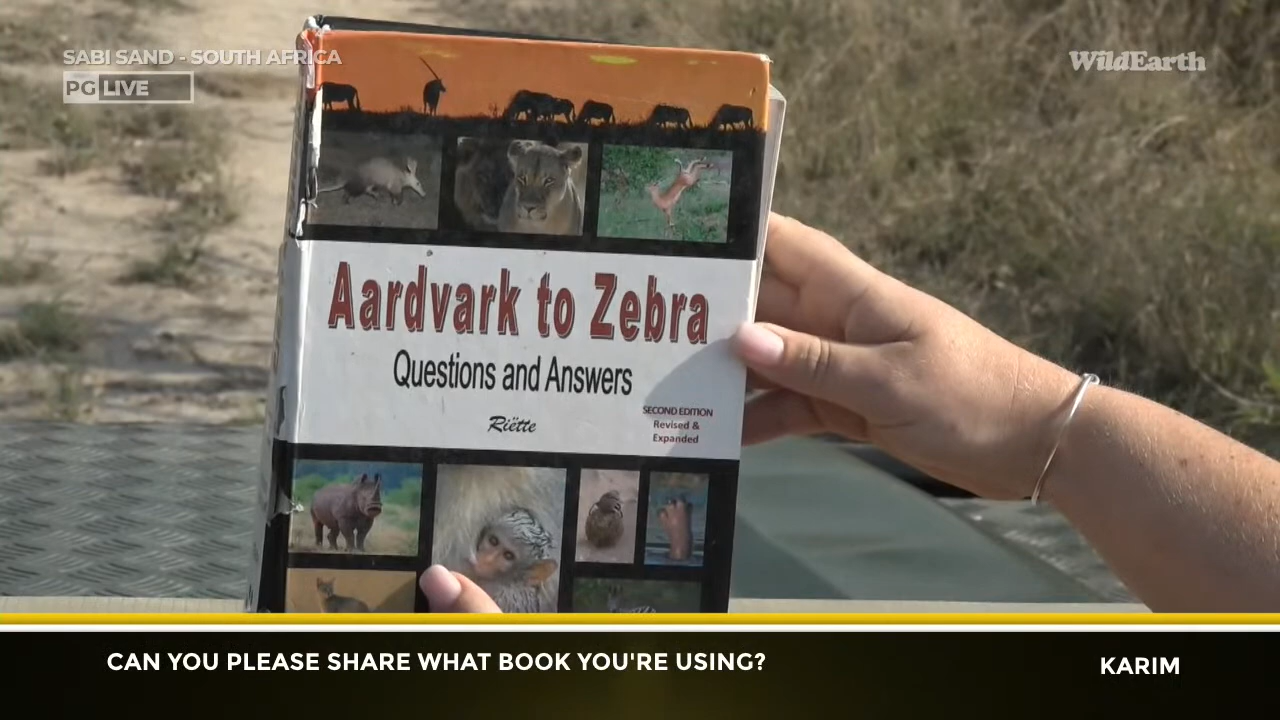 SABI SAND - SOUTH AFRICA
PG LIVE
WildEarth
Aardvark to Zebra
Questions and Answers
Riëtte
SECOND EDITION
Revised &
Expanded
CAN YOU PLEASE SHARE WHAT BOOK YOU'RE USING?
KARIM